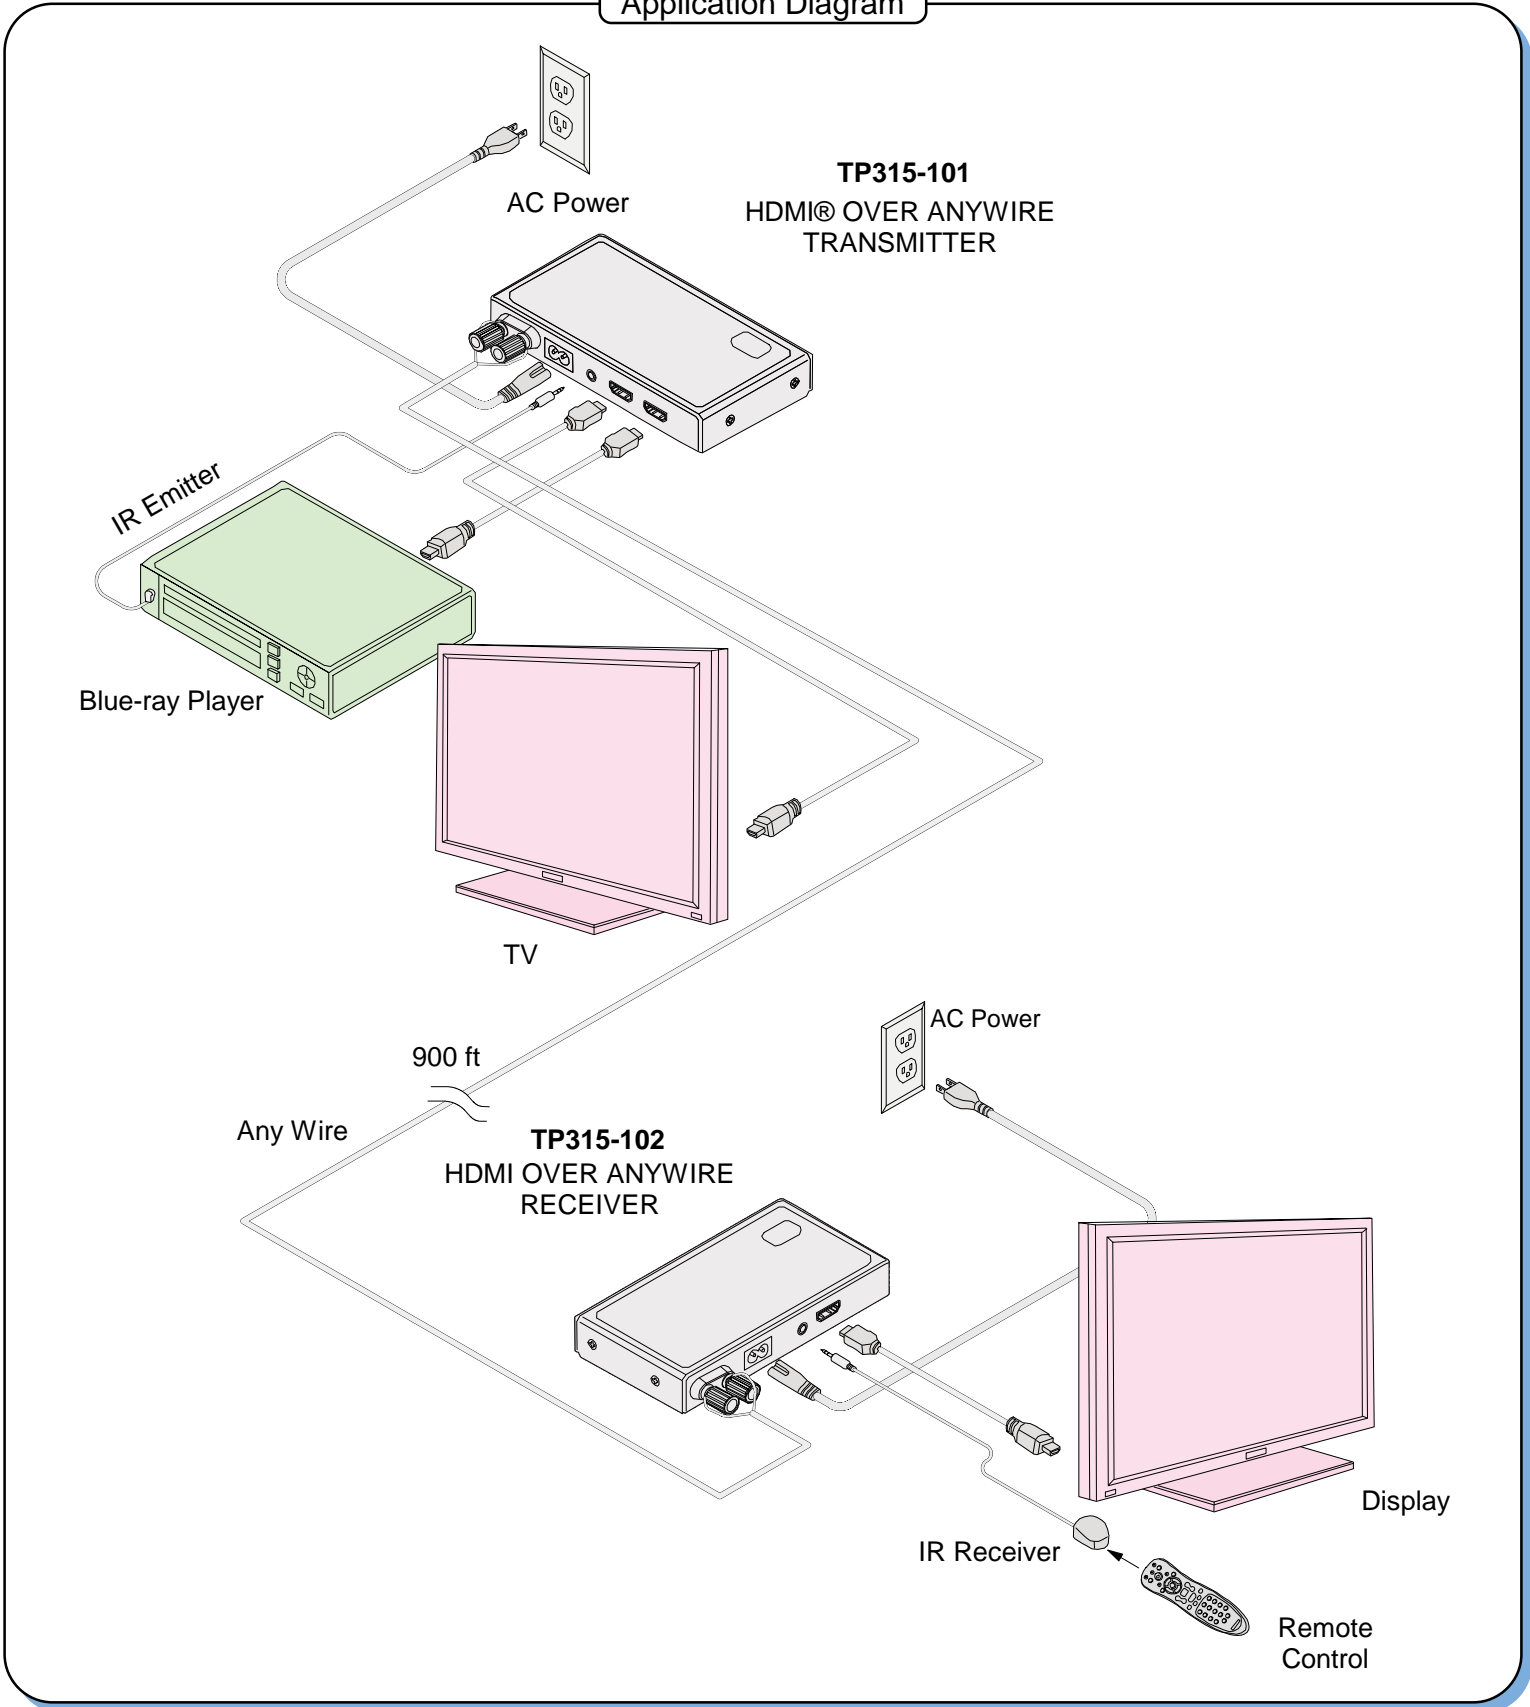 Application Diagram
AC Power
TP315-101
HDMI® OVER ANYWIRE
TRANSMITTER
IR Emitter
Blue-ray Player
TV
900 ft
Any Wire
AC Power
TP315-102
HDMI OVER ANYWIRE
RECEIVER
Display
IR Receiver
Remote
Control